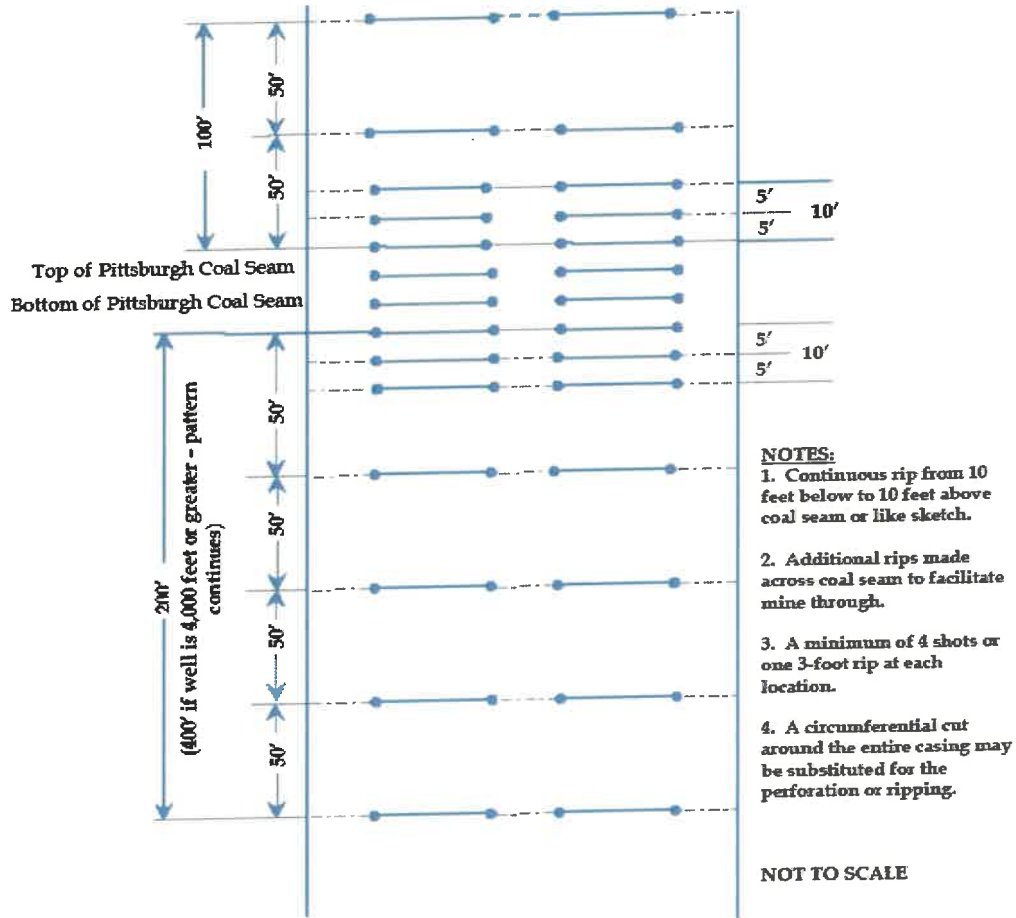 100'
50'
50'
5'
5'
10'
Top of Pittsburgh Coal Seam
Bottom of Pittsburgh Coal Seam
5'
5'
10'
200'
(400' if well is 4,000 feet or greater – pattern
continues)
50'
50'
50'
50'
NOTES:
1. Continuous rip from 10
feet below to 10 feet above
coal seam or like sketch.
2. Additional rips made
across coal seam to facilitate
mine through.
3. A minimum of 4 shots or
one 3-foot rip at each
location.
4. A circumferential cut
around the entire casing may
be substituted for the
perforation or ripping.
NOT TO SCALE